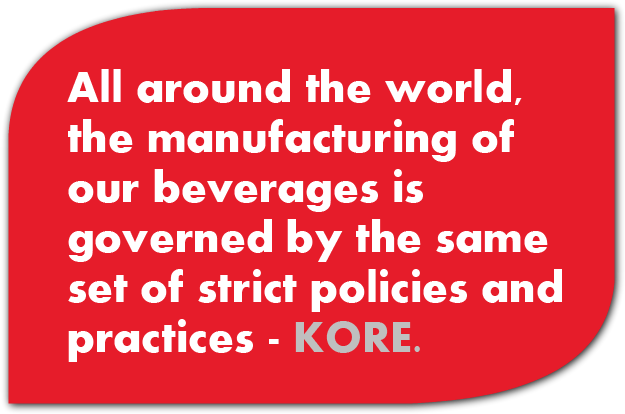 All around the world,
the manufacturing of
our beverages is
governed by the same
set of strict policies and
practices - KORE.